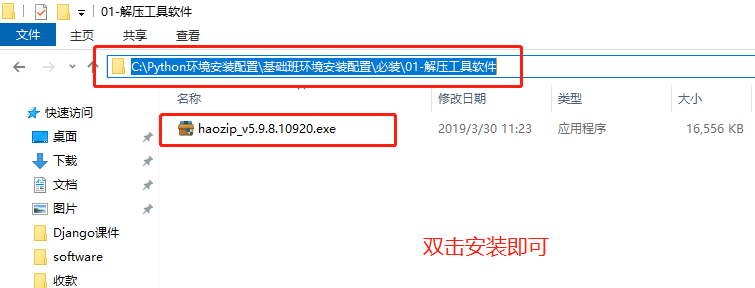 01-解压工具软件
文件 主页 共享 查看
C:\Python环境安装配置\基础班环境安装配置\必装\01-解压工具软件
名称 修改日期 类型 大小
快速访问
haozip_v5.9.8.10920.exe 2019/3/30 11:23 应用程序 16,556 KB
桌面
下载
文档
图片
Django课件
software
收款
双击安装即可